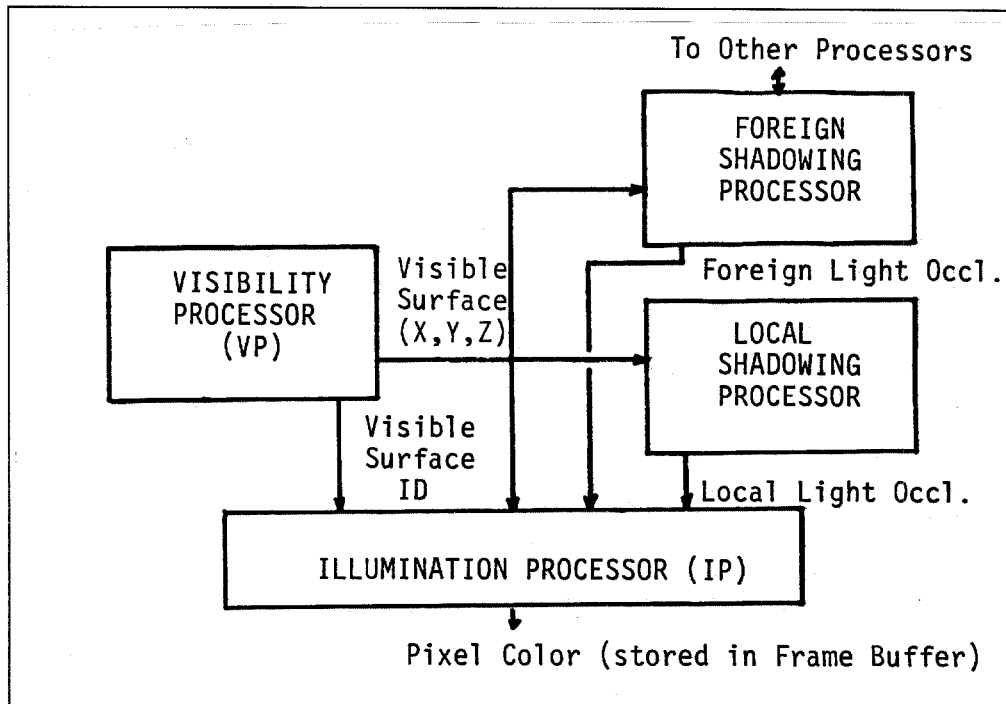 To Other Processors
FOREIGN
SHADOWING
PROCESSOR
Foreign Light Occl.
VISIBILITY
PROCESSOR
(VP)
Visible
Surface
(X,Y,Z)
LOCAL
SHADOWING
PROCESSOR
Visible
Surface
ID
Local Light Occl.
ILLUMINATION PROCESSOR (IP)
Pixel Color (stored in Frame Buffer)